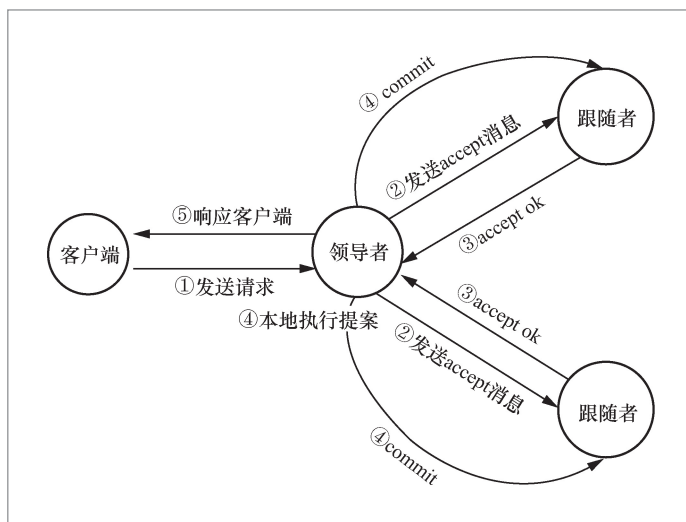 ④ commit
跟随者
②发送accept消息
⑤响应客户端
③accept ok
客户端
领导者
①发送请求
③accept ok
④本地执行提案
②发送accept消息
跟随者
④commit